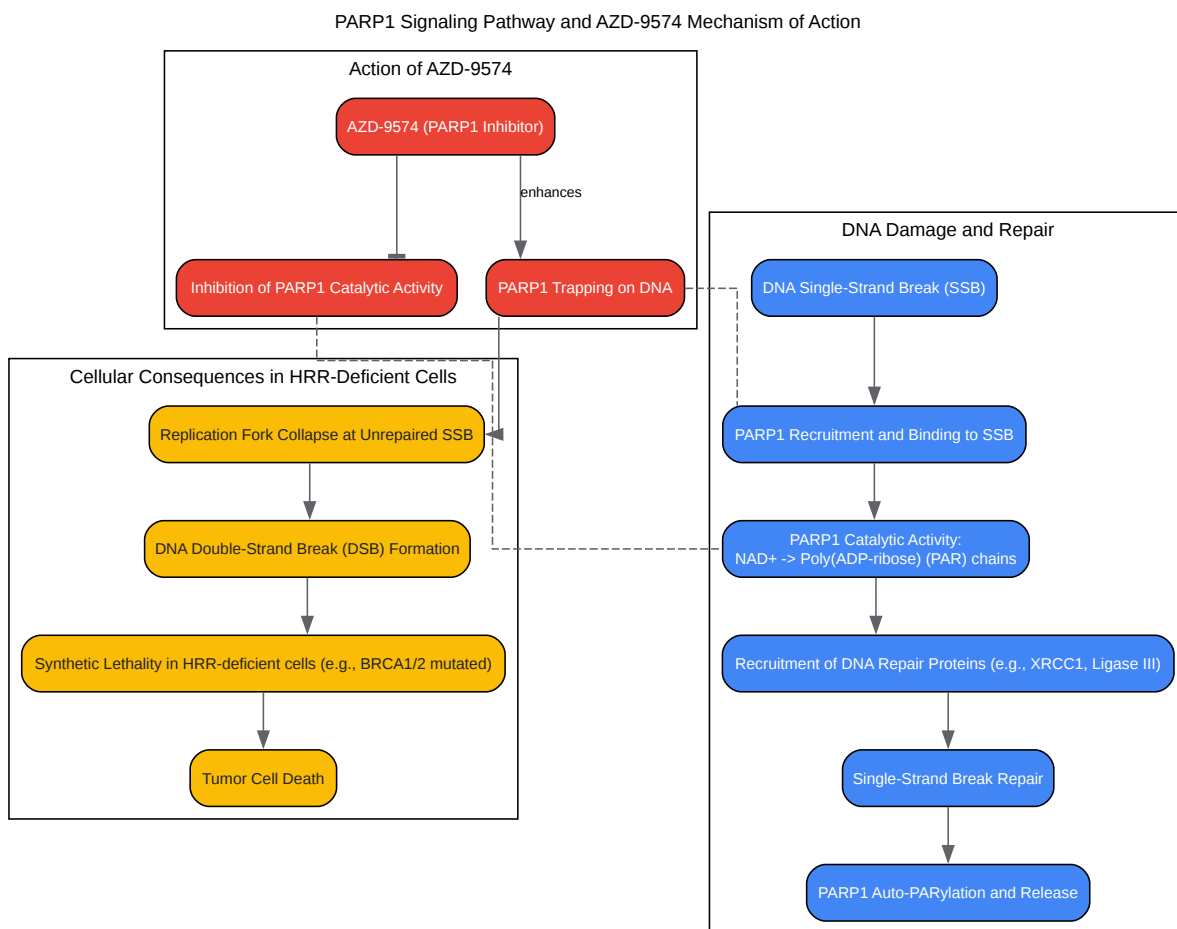 PARP1 Signaling Pathway and AZD-9574 Mechanism of Action
Action of AZD-9574
AZD-9574 (PARP1 Inhibitor)
enhances
Inhibition of PARP1 Catalytic Activity
PARP1 Trapping on DNA
DNA Damage and Repair
DNA Single-Strand Break (SSB)
PARP1 Recruitment and Binding to SSB
PARP1 Catalytic Activity:
NAD+ -> Poly(ADP-ribose) (PAR) chains
Recruitment of DNA Repair Proteins (e.g., XRCC1, Ligase III)
Single-Strand Break Repair
PARP1 Auto-PARylation and Release
Cellular Consequences in HRR-Deficient Cells
Replication Fork Collapse at Unrepaired SSB
DNA Double-Strand Break (DSB) Formation
Synthetic Lethality in HRR-deficient cells (e.g., BRCA1/2 mutated)
Tumor Cell Death